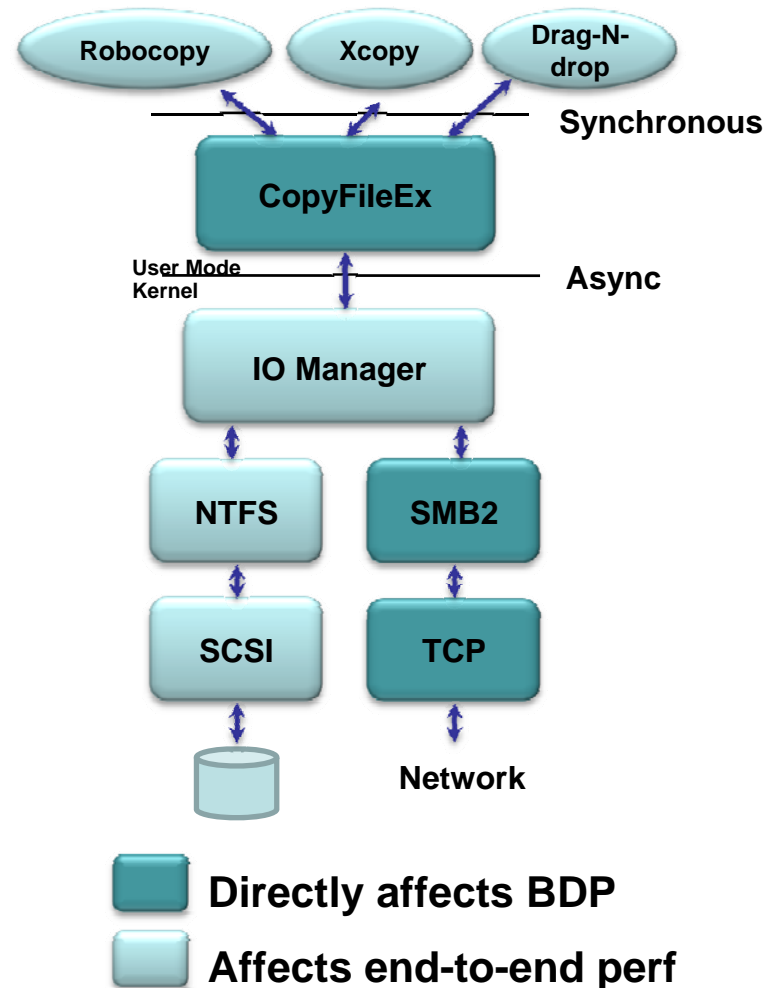 Robocopy
Xcopy
Drag-N-
drop
Synchronous
CopyFileEx
User Mode
Kernel
Async
IO Manager
NTFS
SMB2
SCSI
TCP
Network
Directly affects BDP
Affects end-to-end perf